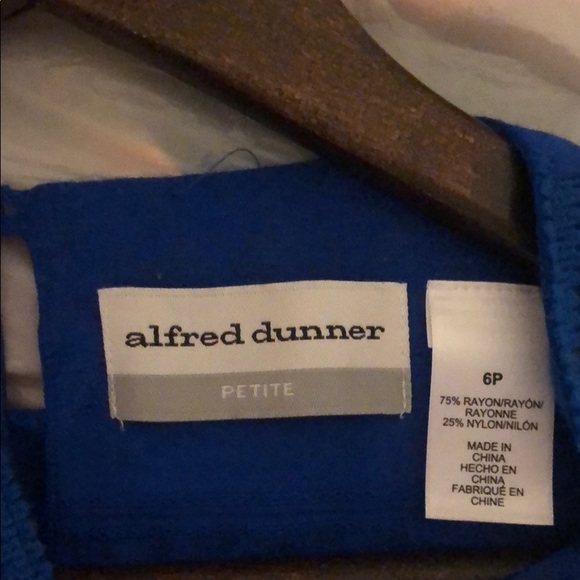 alfred dunner
PETITE
6P
75% RAYON/RAYÓN/
RAYONNE
25% NYLON/NILÓN
MADE IN
CHINA
HECHO EN
CHINA
FABRIQUÉ EN
CHINE